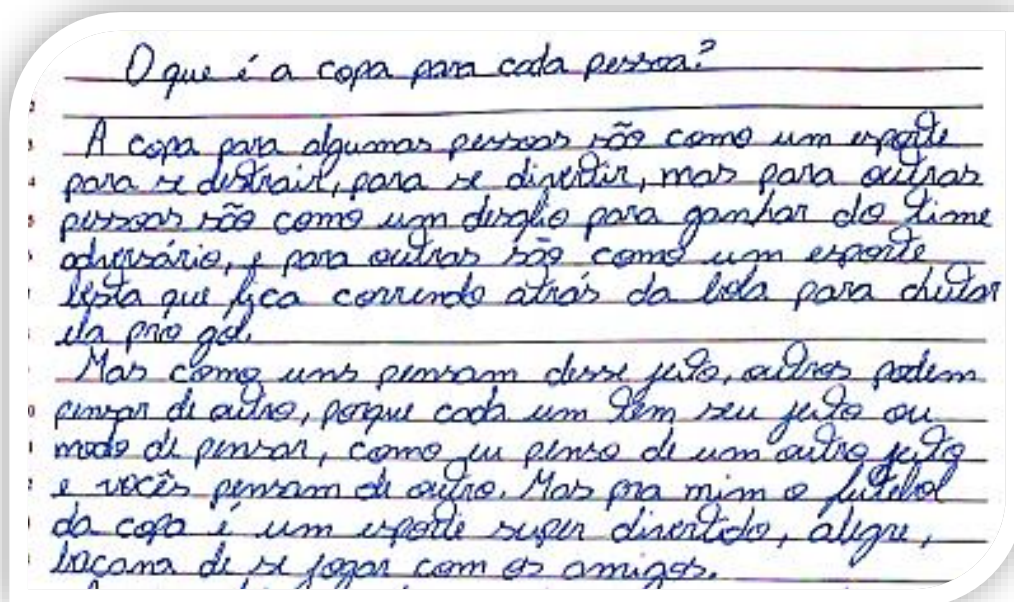 O que é a copa para cada pessoa?
A copa para algumas pessoas são como um esporte
para se distrair, para se divertir, mas para outras
pessoas são como um desafio para ganhar do time
adversário, e para outras são como um esporte
besta que fica correndo atrás da bola para chutar
ela pro gol.
Mas como uns pensam desse jeito, outros podem
pensar de outro, porque cada um tem seu jeito ou
modo de pensar, como eu penso de um outro jeito
e vocês pensam de outro. Mas pra mim o futebol
da copa é um esporte super divertido, alegre,
bacana de se jogar com os amigos.